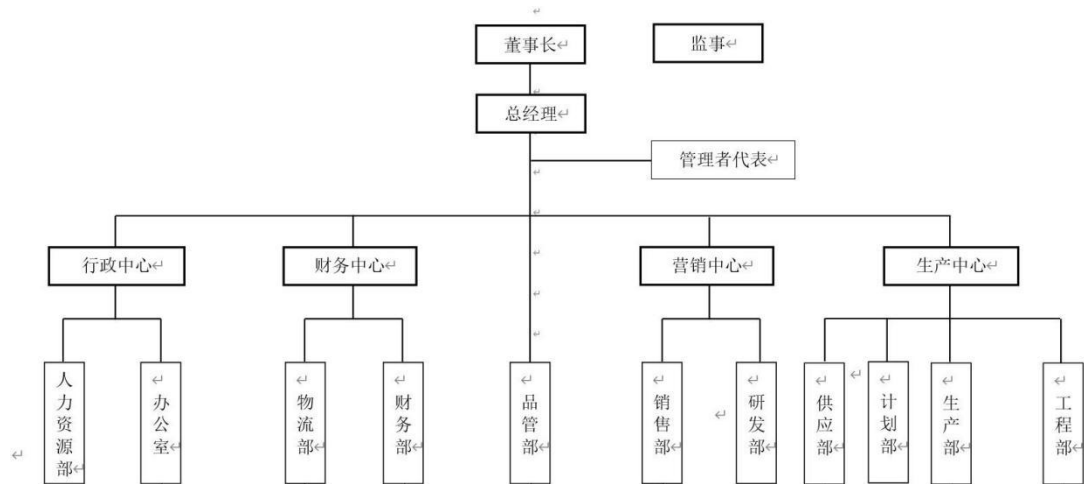 董事长
监事
总经理
管理者代表
行政中心
财务中心
营销中心
生产中心
人力资源部
办公室
物流部
财务部
品管部
销售部
研发部
供应部
计划部
生产部
工程部